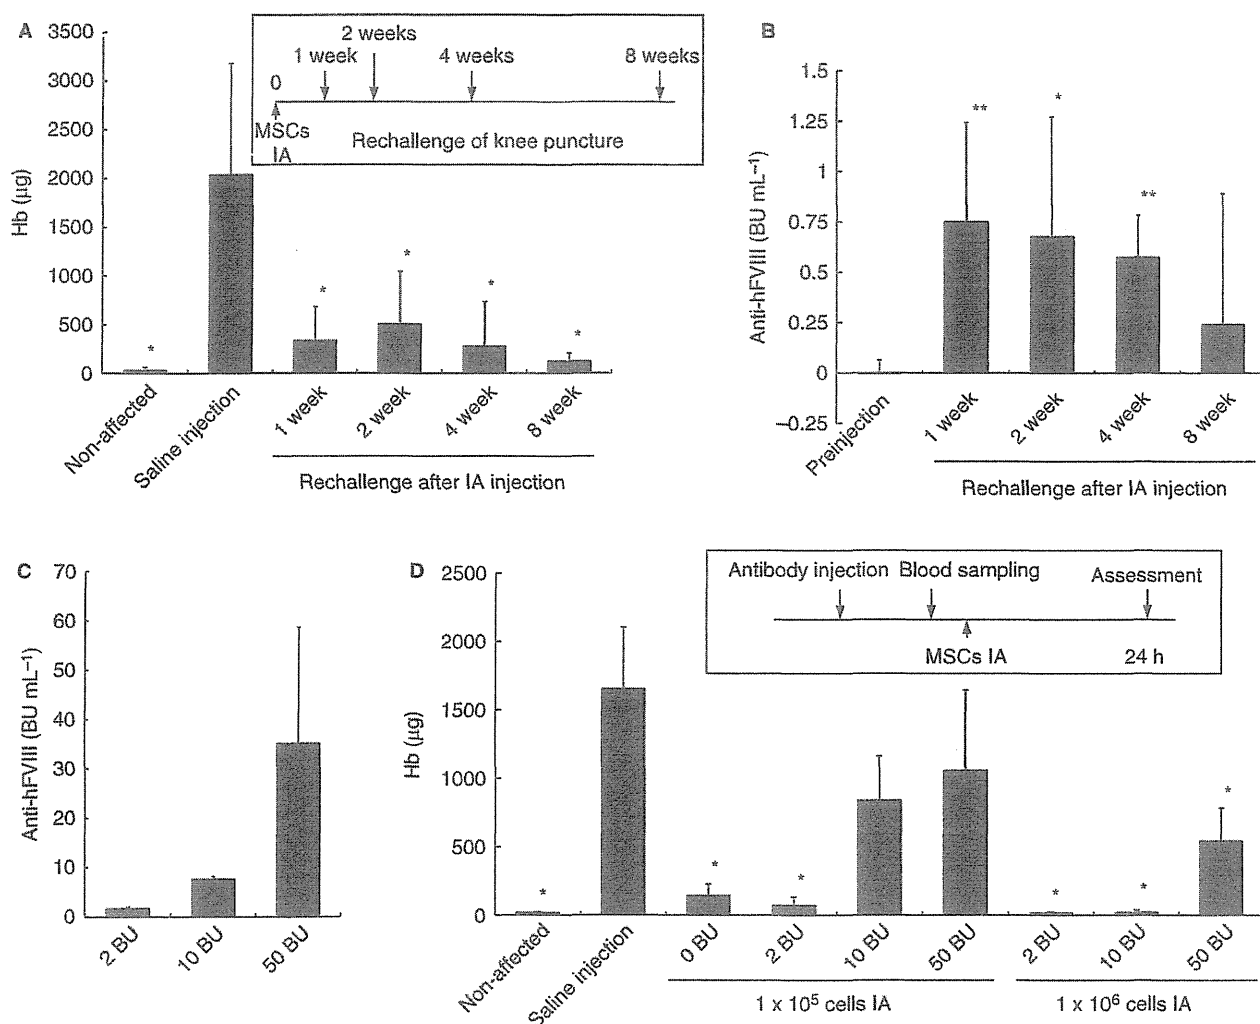 A
3500
3000
2500
2000
1500
1000
500
0
Hb (µg)
2 weeks
1 week
4 weeks
8 weeks
0
MSCs
IA
Rechallenge of knee puncture
*
*
*
*
*
Non-affected
Saline injection
1 week
2 week
4 week
8 week
Rechallenge after IA injection
B
1.5
1.25
1
0.75
0.5
0.25
0
–0.25
Anti-hFVIII (BU mL⁻¹)
**
*
**
Preinjection
1 week
2 week
4 week
8 week
Rechallenge after IA injection
C
70
60
50
40
30
20
10
0
Anti-hFVIII (BU mL⁻¹)
2 BU
10 BU
50 BU
D
2500
2000
1500
1000
500
0
Hb (µg)
Antibody injection
Blood sampling
Assessment
MSCs IA
24 h
*
*
*
*
*
*
Non-affected
Saline injection
0 BU
2 BU
10 BU
50 BU
2 BU
10 BU
50 BU
1 x 10⁵ cells IA
1 x 10⁶ cells IA